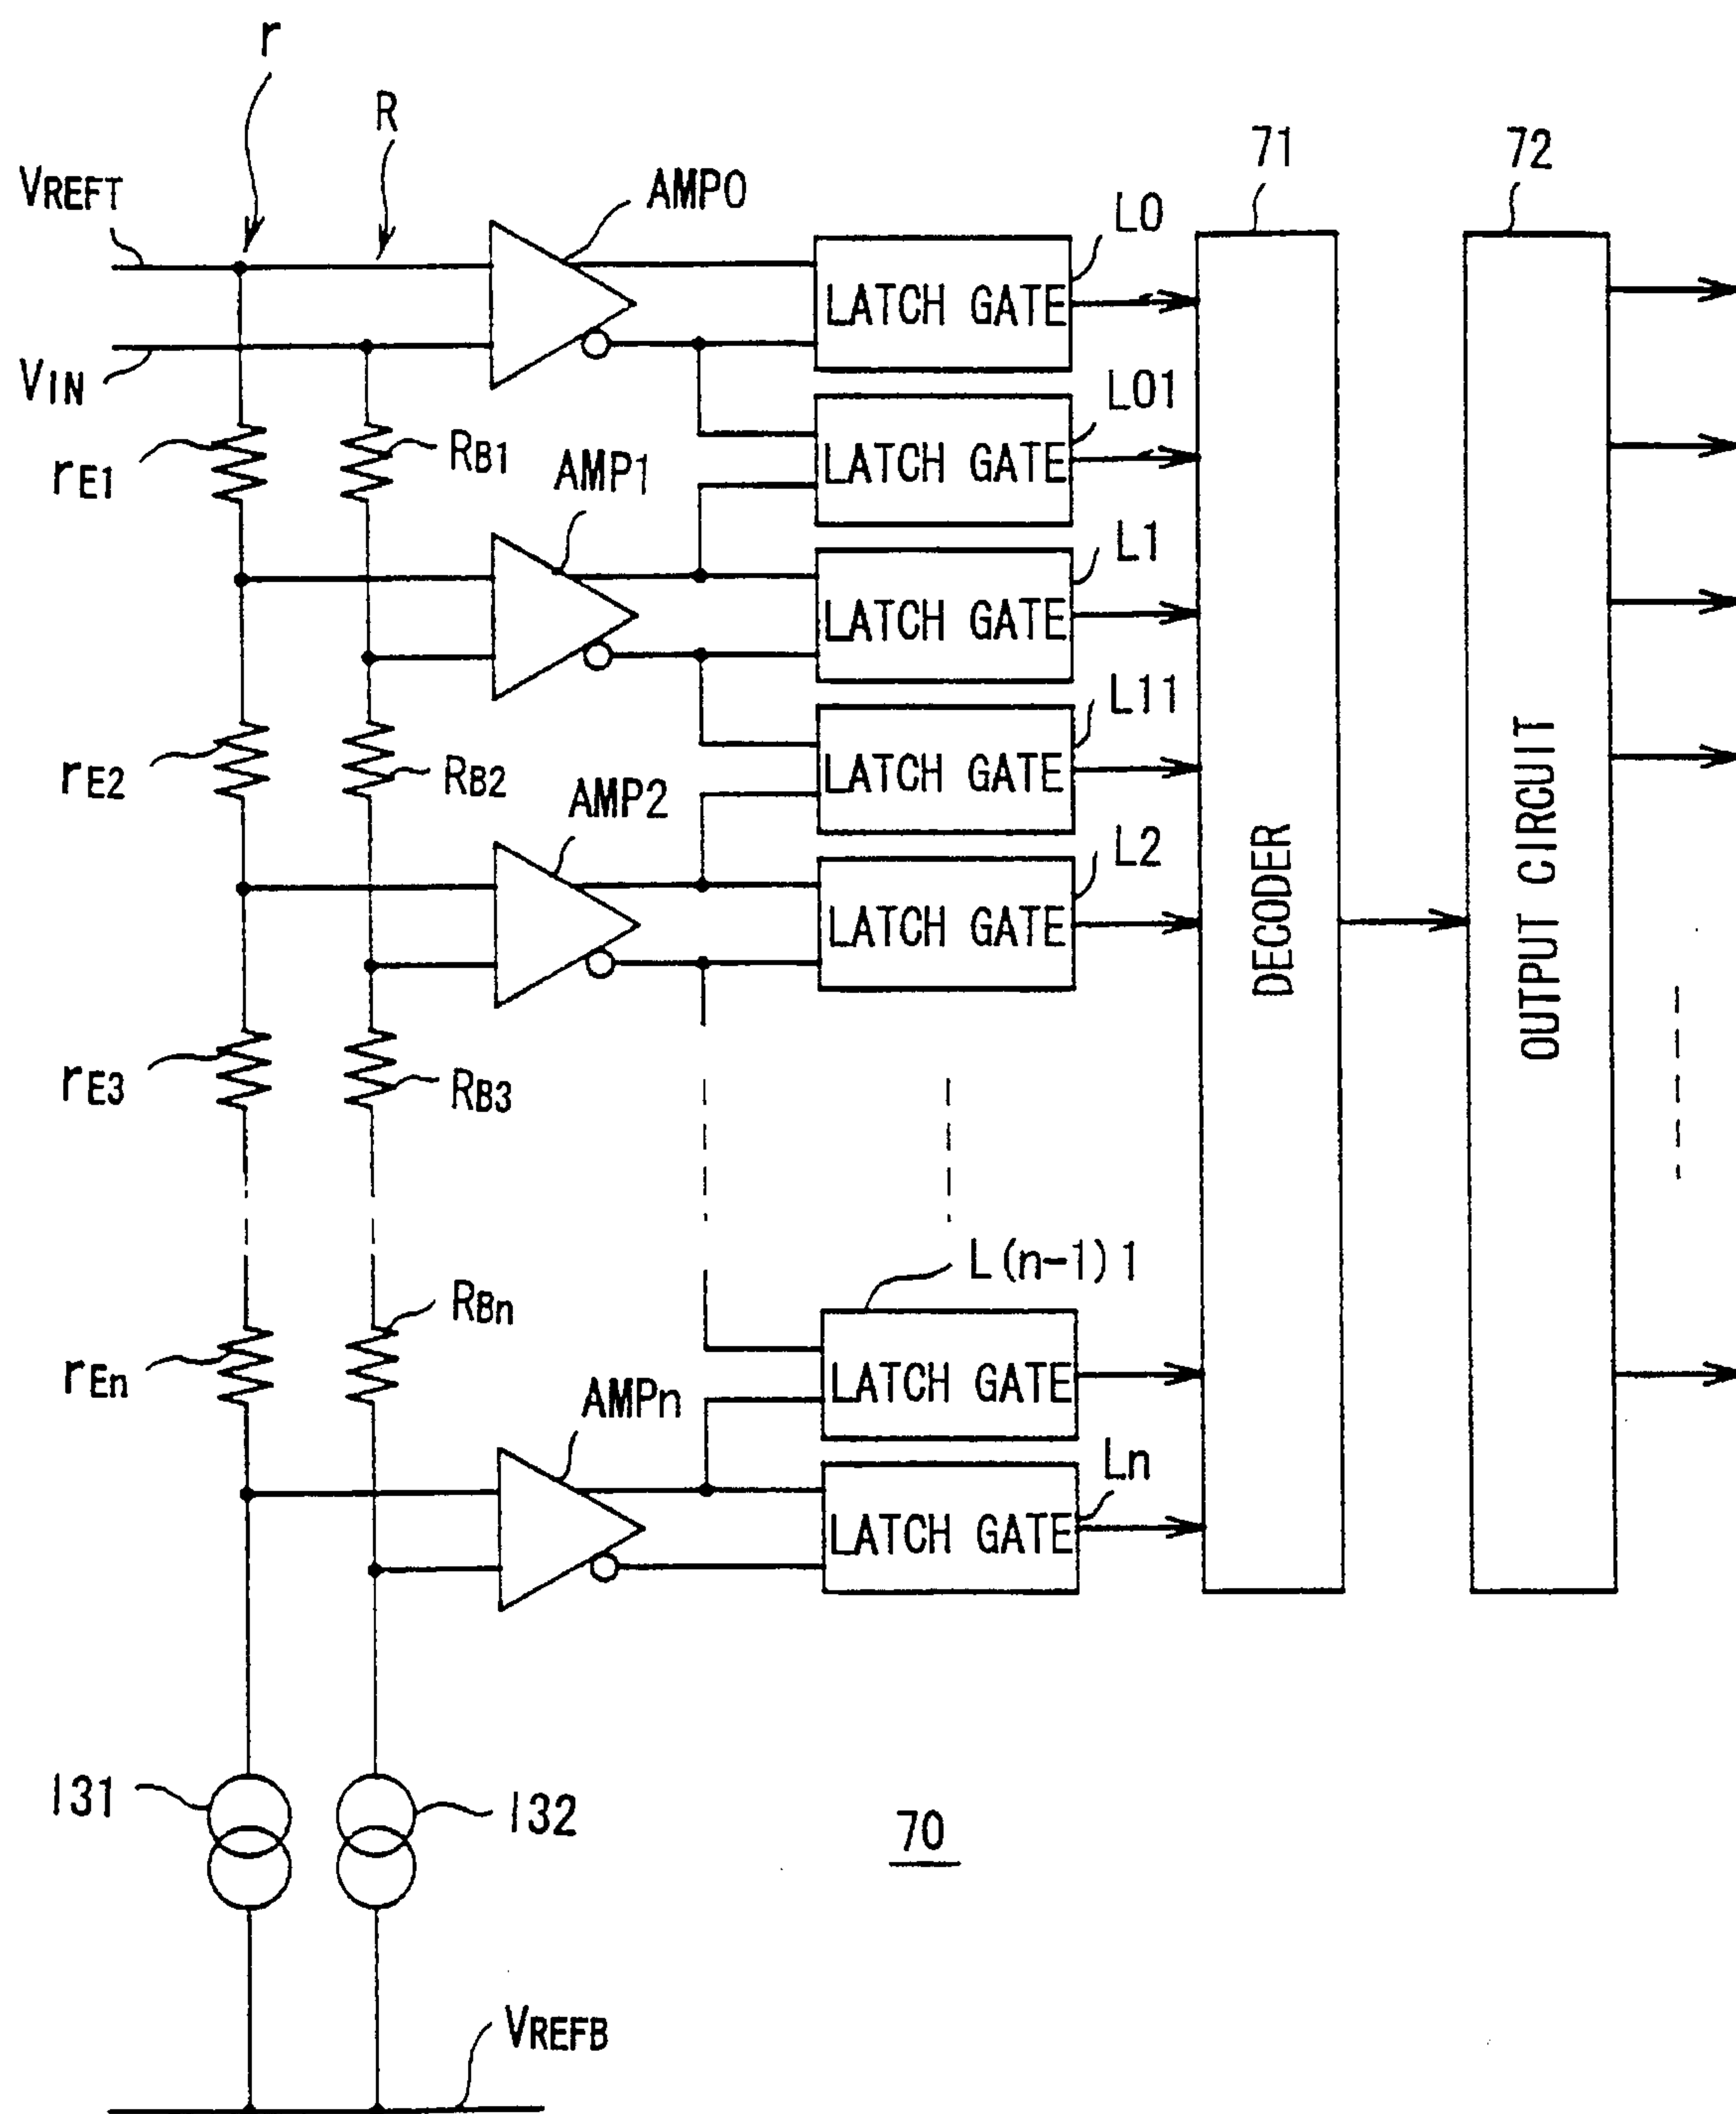 r
R
71
72
VREFT
AMP0
L0
LATCH GATE
VIN
L01
rE1
RB1
AMP1
LATCH GATE
L1
LATCH GATE
L11
rE2
RB2
AMP2
LATCH GATE
L2
LATCH GATE
DECODER
OUTPUT CIRCUIT
rE3
RB3
L(n-1)1
RBn
rEn
AMPn
LATCH GATE
Ln
LATCH GATE
I31
I32
70
VREFB